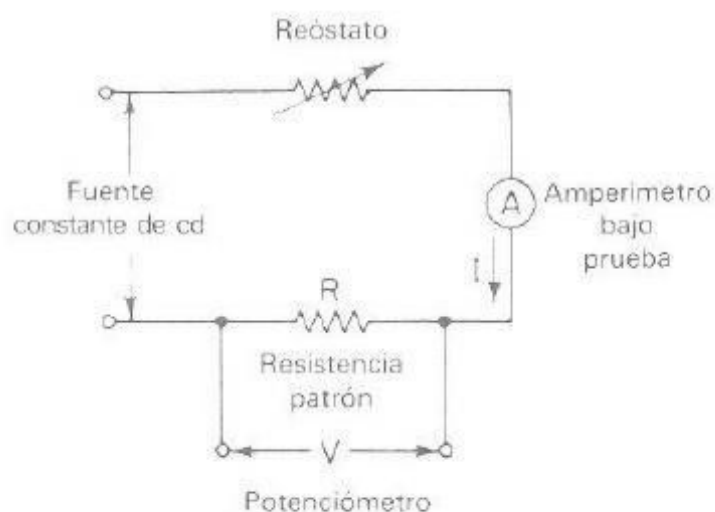 Reóstato
Fuente
constante de cd
A
Amperimetro
bajo
prueba
I
R
Resistencia
patrón
V
Potenciómetro